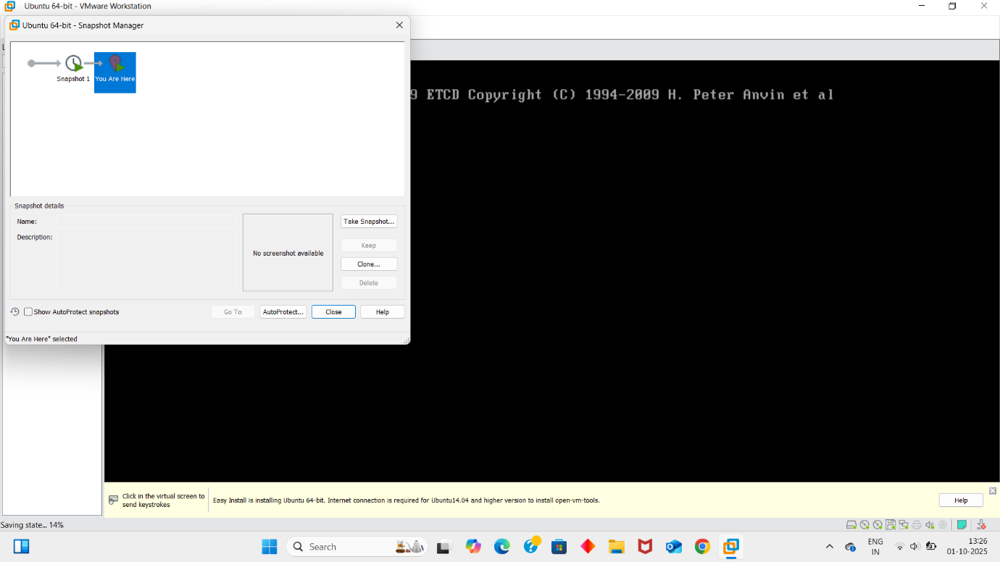 Ubuntu 64-bit - VMware Workstation
Ubuntu 64-bit - Snapshot Manager
Snapshot 1
You Are Here
9 ETCD Copyright (C) 1994-2009 H. Peter Anvin et al
Snapshot details
Name:
Take Snapshot...
Description:
Keep
No screenshot available
Clone...
Delete
Show AutoProtect snapshots
Go To
AutoProtect...
Close
Help
"You Are Here" selected
Click in the virtual screen to
send keystrokes
Easy Install is installing Ubuntu 64-bit. Internet connection is required for Ubuntu14.04 and higher version to install open-vm-tools.
Help
Saving state... 14%
Search
ENG
IN
13:26
01-10-2025